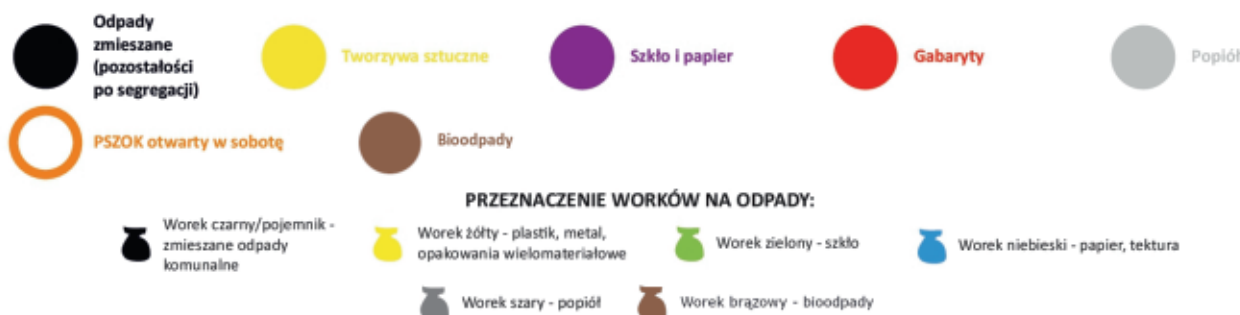 Odpady
zmieszane
(pozostałości
po segregacji)
Tworzywa sztuczne
Szkło i papier
Gabaryty
Popiół
PSZOK otwarty w sobotę
Bioodpady
PRZEZNACZENIE WORKÓW NA ODPADY:
Worek czarny/pojemnik -
zmieszane odpady
komunalne
Worek żółty - plastik, metal,
opakowania wielomateriałowe
Worek zielony - szkło
Worek niebieski - papier, tektura
Worek szary - popiół
Worek brązowy - bioodpady